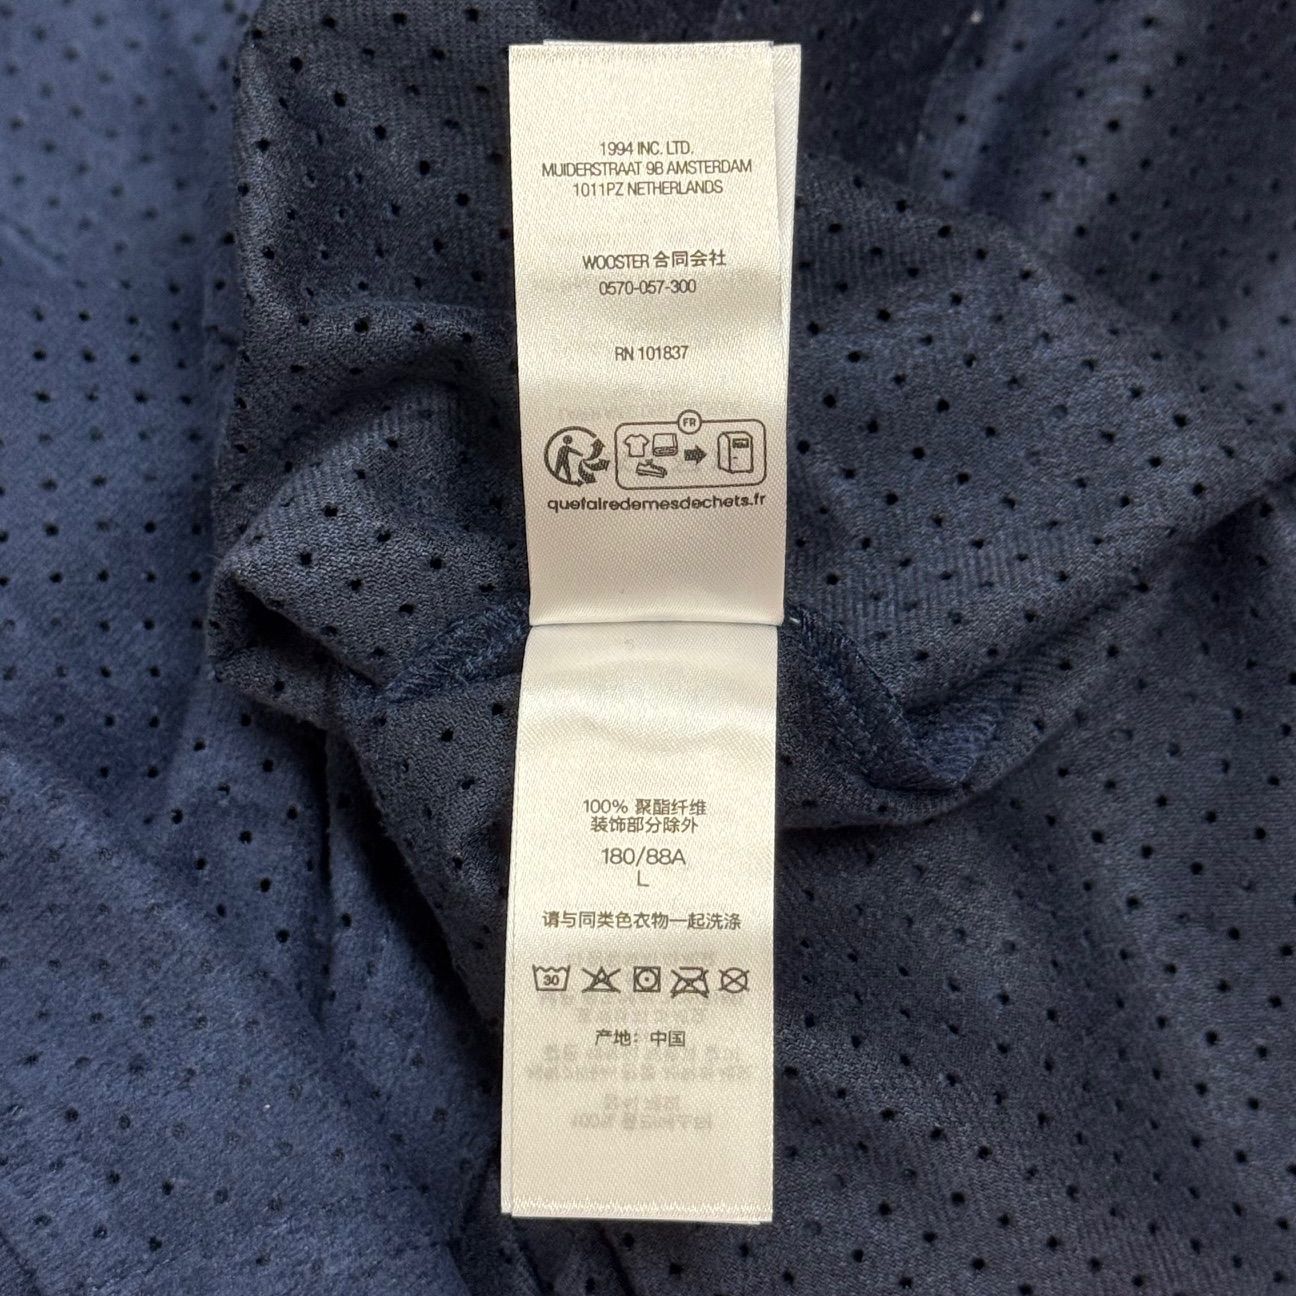 1994 INC. LTD.
MUIDERSTRAAT 9B AMSTERDAM
1011PZ NETHERLANDS
WOOSTER 合同会社
0570-057-300
RN 101837
FR
quefairedemesdechets.fr
100% 聚酯纤维
装饰部分除外
180/88A
L
请与同类色衣物一起洗涤
30
产地：中国